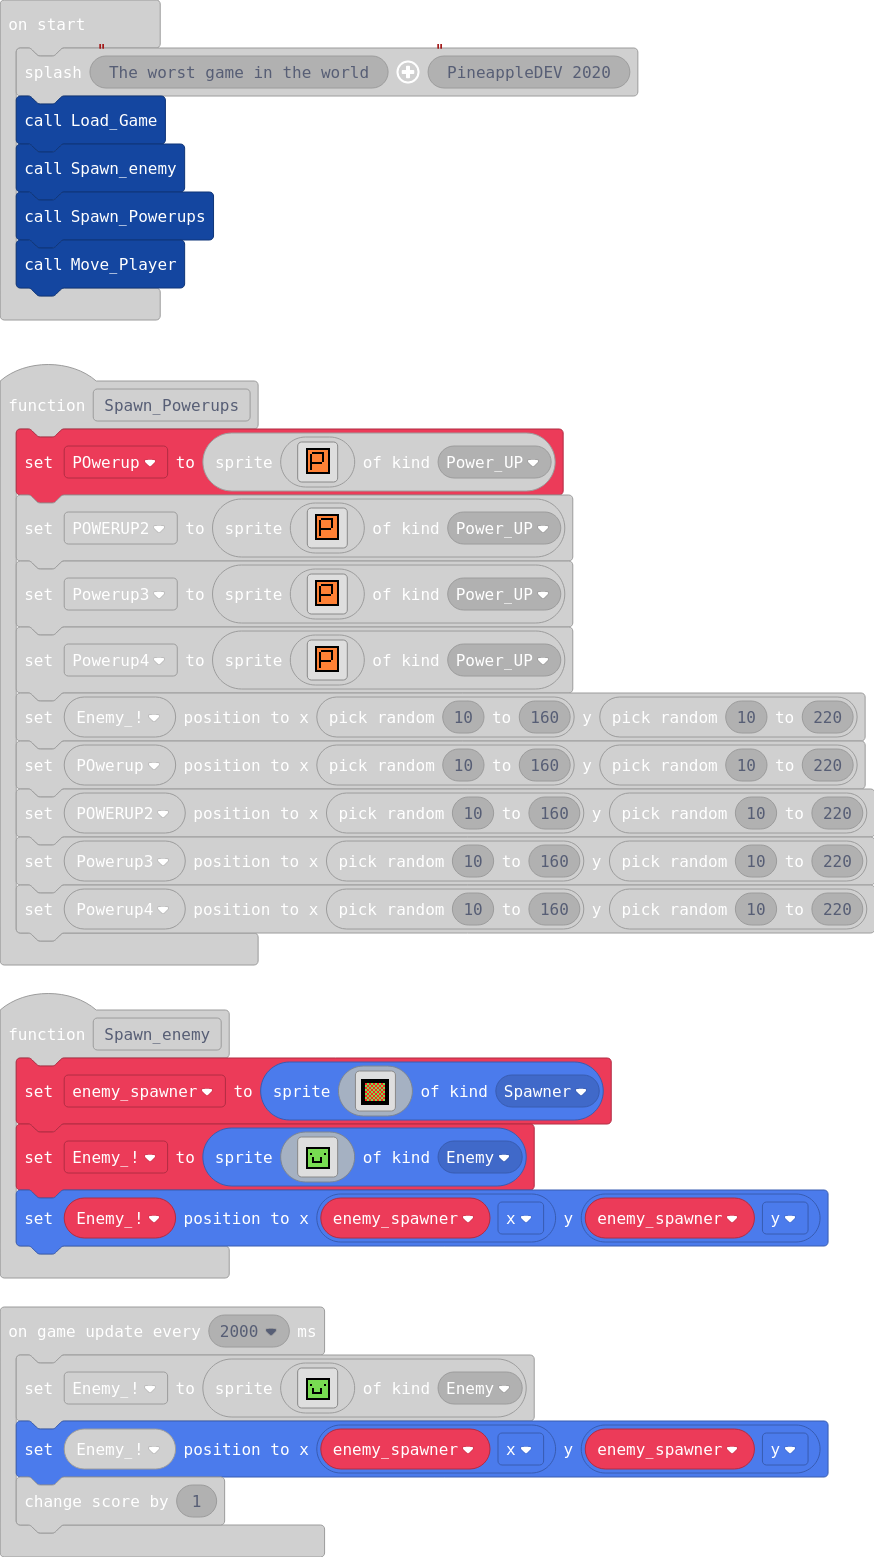 on start
splash " The worst game in the world " PineappleDEV 2020
call Load_Game
call Spawn_enemy
call Spawn_Powerups
call Move_Player
function Spawn_Powerups
set POwerup to sprite P of kind Power_UP
set POWERUP2 to sprite P of kind Power_UP
set Powerup3 to sprite P of kind Power_UP
set Powerup4 to sprite P of kind Power_UP
set Enemy_! position to x pick random 10 to 160 y pick random 10 to 220
set POwerup position to x pick random 10 to 160 y pick random 10 to 220
set POWERUP2 position to x pick random 10 to 160 y pick random 10 to 220
set Powerup3 position to x pick random 10 to 160 y pick random 10 to 220
set Powerup4 position to x pick random 10 to 160 y pick random 10 to 220
function Spawn_enemy
set enemy_spawner to sprite of kind Spawner
set Enemy_! to sprite of kind Enemy
set Enemy_! position to x enemy_spawner x y enemy_spawner y
on game update every 2000 ms
set Enemy_! to sprite of kind Enemy
set Enemy_! position to x enemy_spawner x y enemy_spawner y
change score by 1